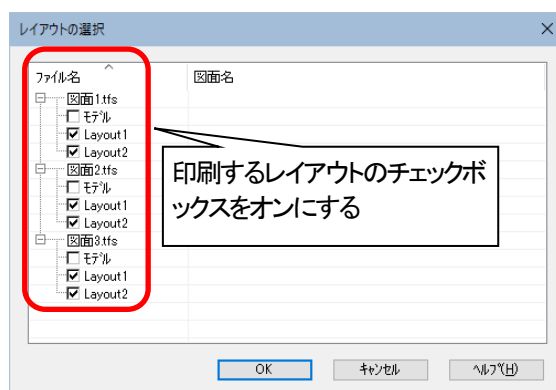 レイアウトの選択
ファイル名 図面名
図面1.tfs
モデル
Layout1
Layout2
図面2.tfs
モデル
Layout1
Layout2
図面3.tfs
モデル
Layout1
Layout2
印刷するレイアウトのチェックボ
ックスをオンにする
OK キャンセル ヘルプ(H)